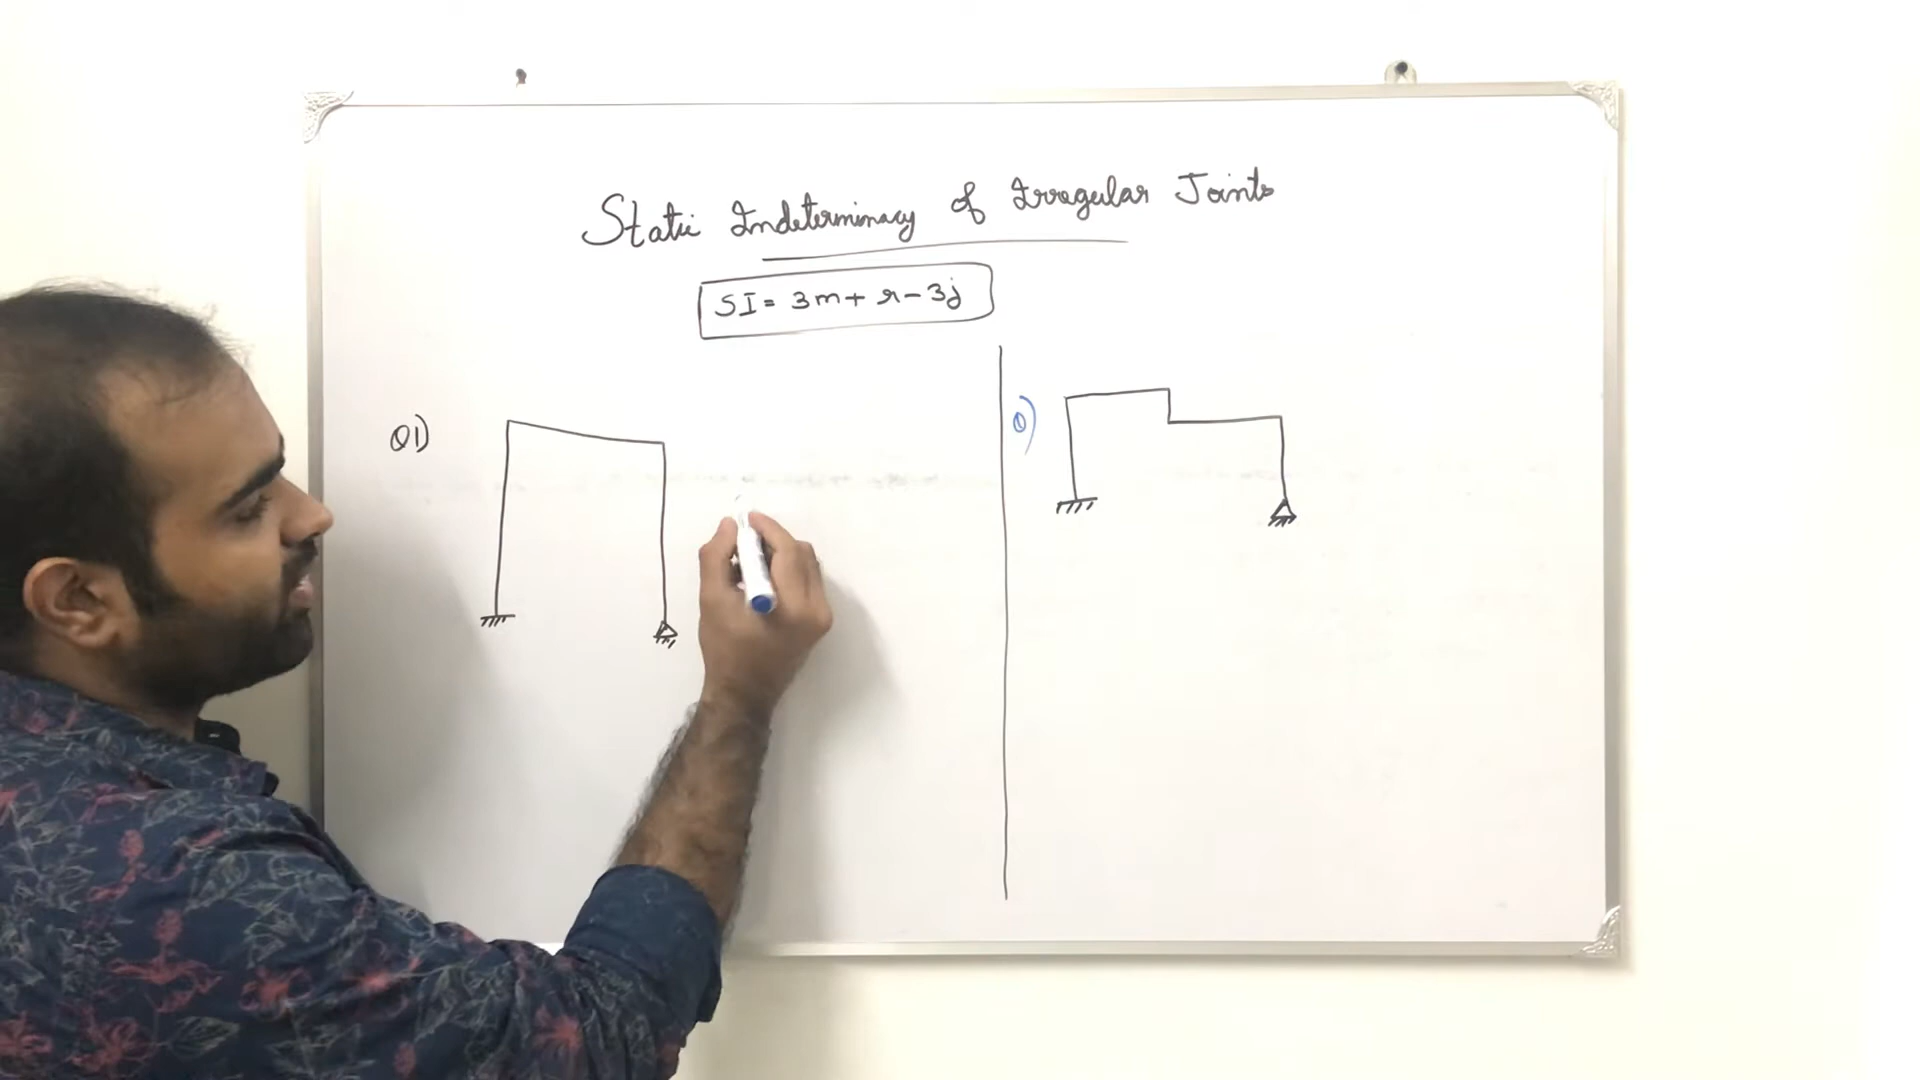 Static Indeterminacy of Irregular Joints
SI = 3m + r - 3j
Q1)
Q)